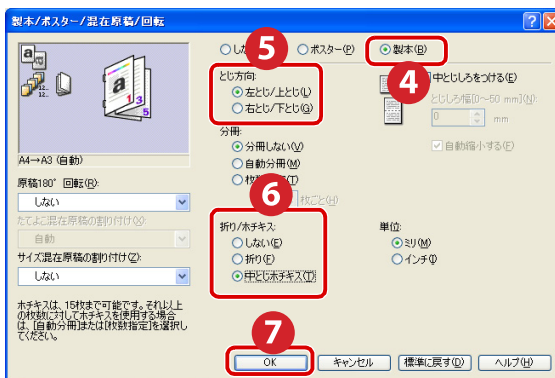 製本/ポスター/混在原稿/回転
しな
5
ポスター(P)
製本(B)
4
とじ方向:
左とじ/上とじ(L)
右とじ/下とじ(G)
中とじしろをつける(E)
とじしろ幅[0~50 mm](N):
0
mm
自動縮小する(F)
分冊:
分冊しない(V)
自動分冊(M)
枚数
6
枚ごと(H)
a
12..
12..
a
1
3
5
A4→A3 (自動)
原稿180° 回転(R):
しない
たてよこ混在原稿の割り付け(X):
自動
サイズ混在原稿の割り付け(Z):
しない
折り/ホチキス:
しない(E)
折り(F)
中とじホチキス(T)
単位:
ミリ(M)
インチ(I)
ホチキスは、15枚まで可能です。それ以上
の枚数に対してホチキスを使用する場合
は、[自動分冊]または[枚数指定]を選択し
てください。
7
OK
キャンセル
標準に戻す(D)
ヘルプ(H)